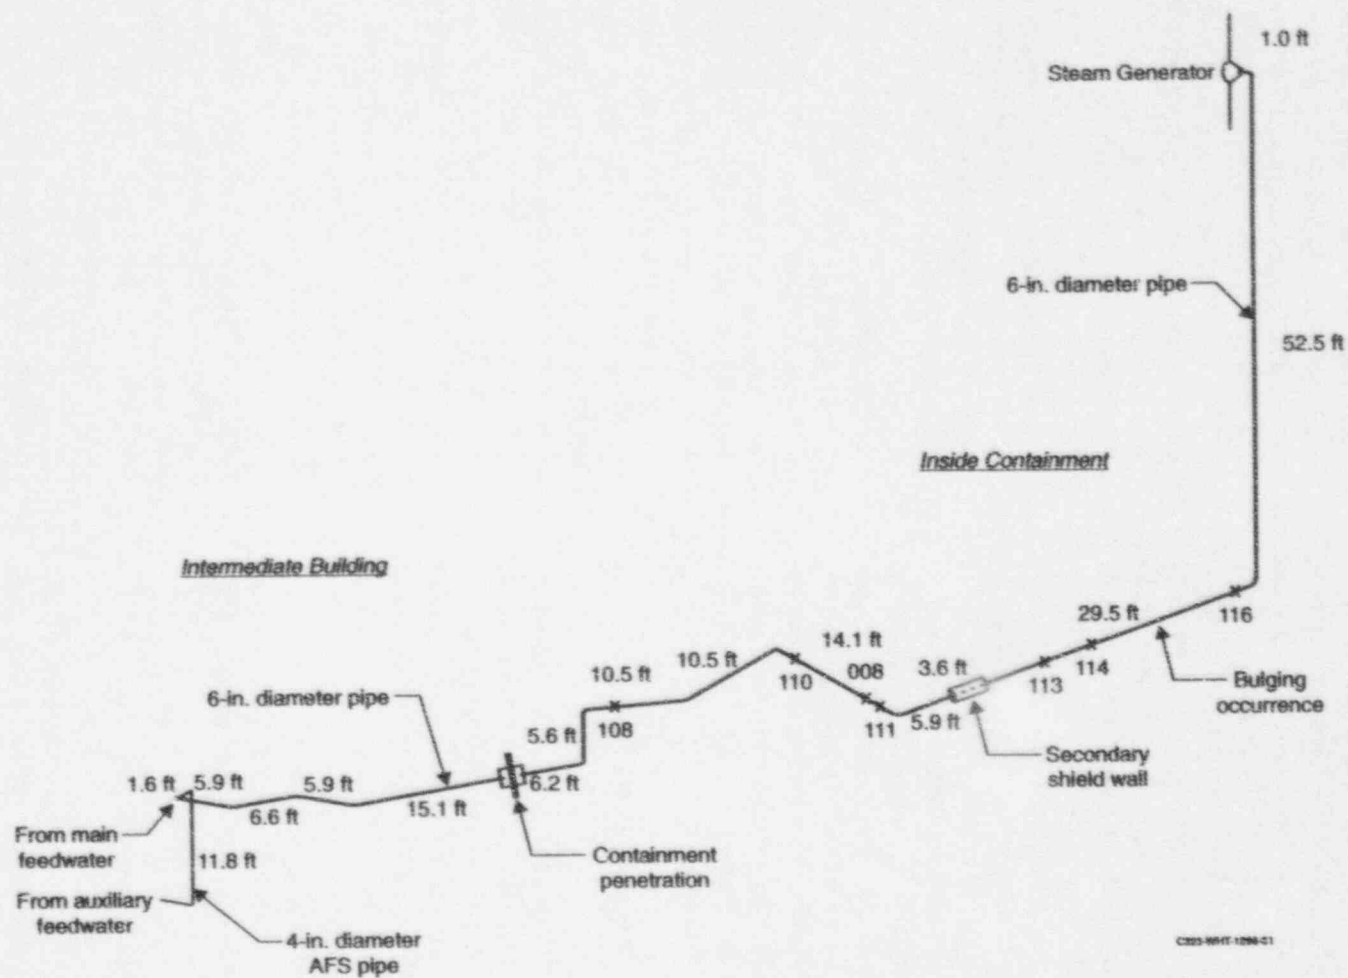 1.0 ft
Steam Generator
6-in. diameter pipe
52.5 ft
Inside Containment
Intermediate Building
29.5 ft
116
14.1 ft
10.5 ft
10.5 ft
008
3.6 ft
114
110
113
6-in. diameter pipe
Bulging
occurrence
108
111
5.9 ft
5.6 ft
Secondary
shield wall
1.6 ft
5.9 ft
5.9 ft
6.2 ft
15.1 ft
6.6 ft
From main
feedwater
11.8 ft
Containment
penetration
From auxiliary
feedwater
4-in. diameter
AFS pipe